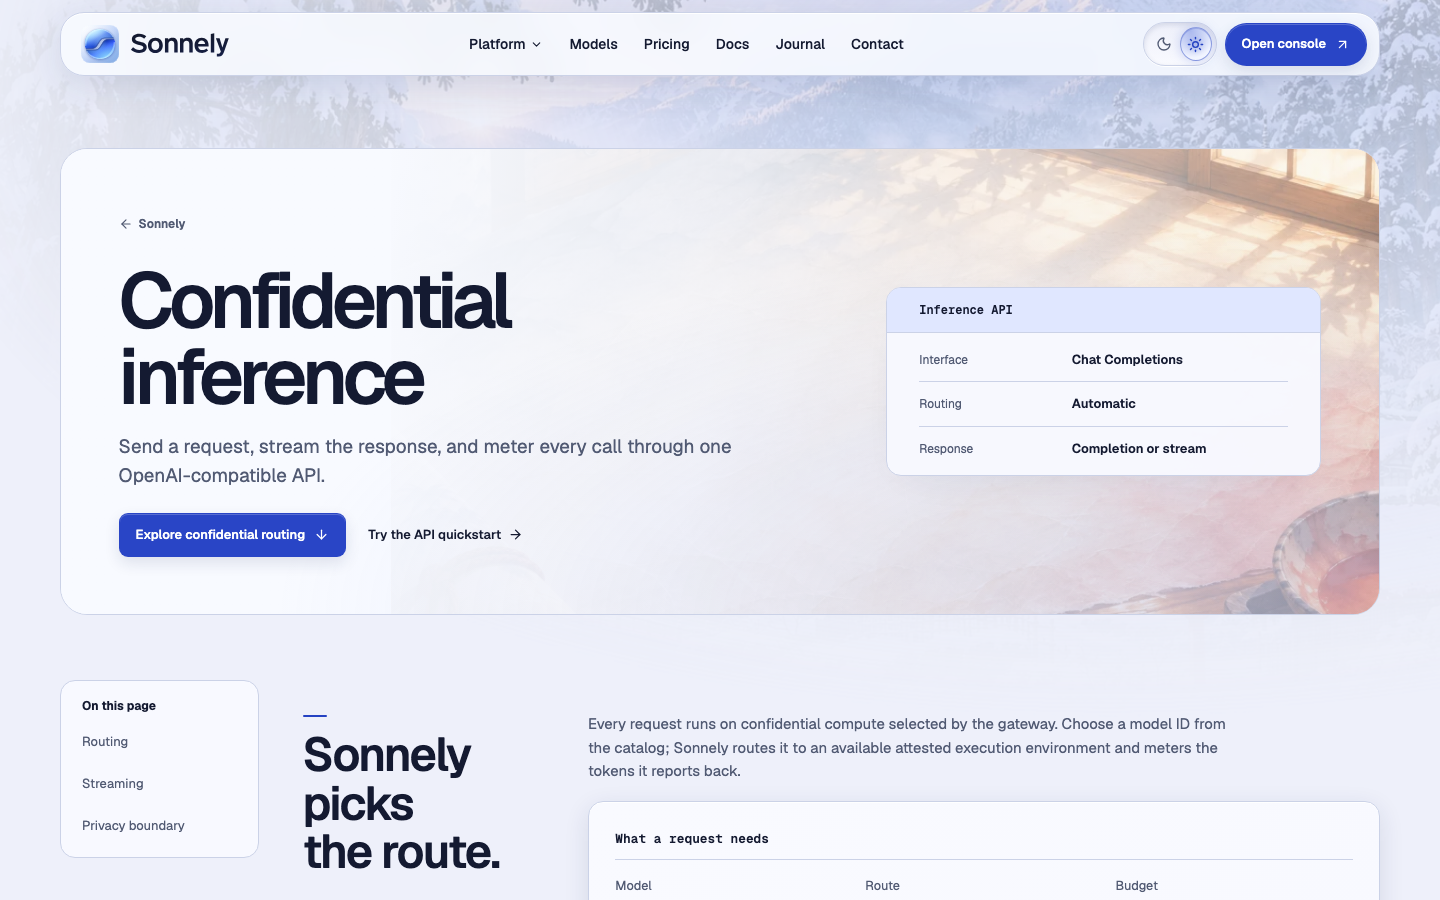 Sonnely
Platform
Models
Pricing
Docs
Journal
Contact
Open console
Sonnely
Confidential
inference
Send a request, stream the response, and meter every call through one
OpenAI-compatible API.
Explore confidential routing
Try the API quickstart
Inference API
Interface
Chat Completions
Routing
Automatic
Response
Completion or stream
On this page
Routing
Streaming
Privacy boundary
Sonnely
picks
the route.
Every request runs on confidential compute selected by the gateway. Choose a model ID from
the catalog; Sonnely routes it to an available attested execution environment and meters the
tokens it reports back.
What a request needs
Model
Route
Budget